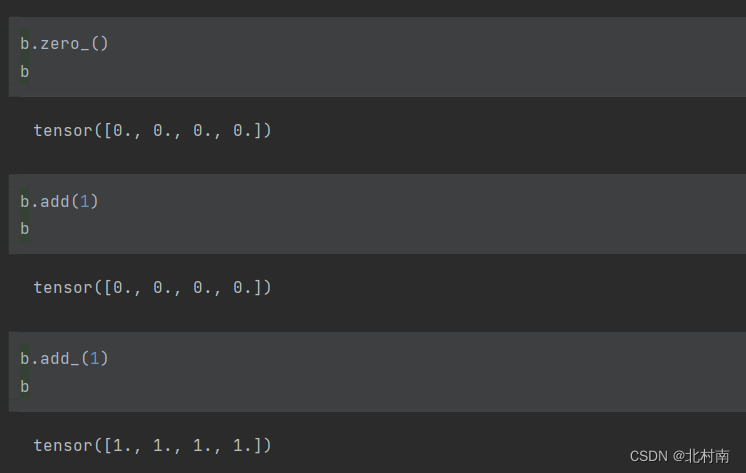 b.zero_()
b
tensor([0., 0., 0., 0.])
b.add(1)
b
tensor([0., 0., 0., 0.])
b.add_(1)
b
tensor([1., 1., 1., 1.])
CSDN @北村南